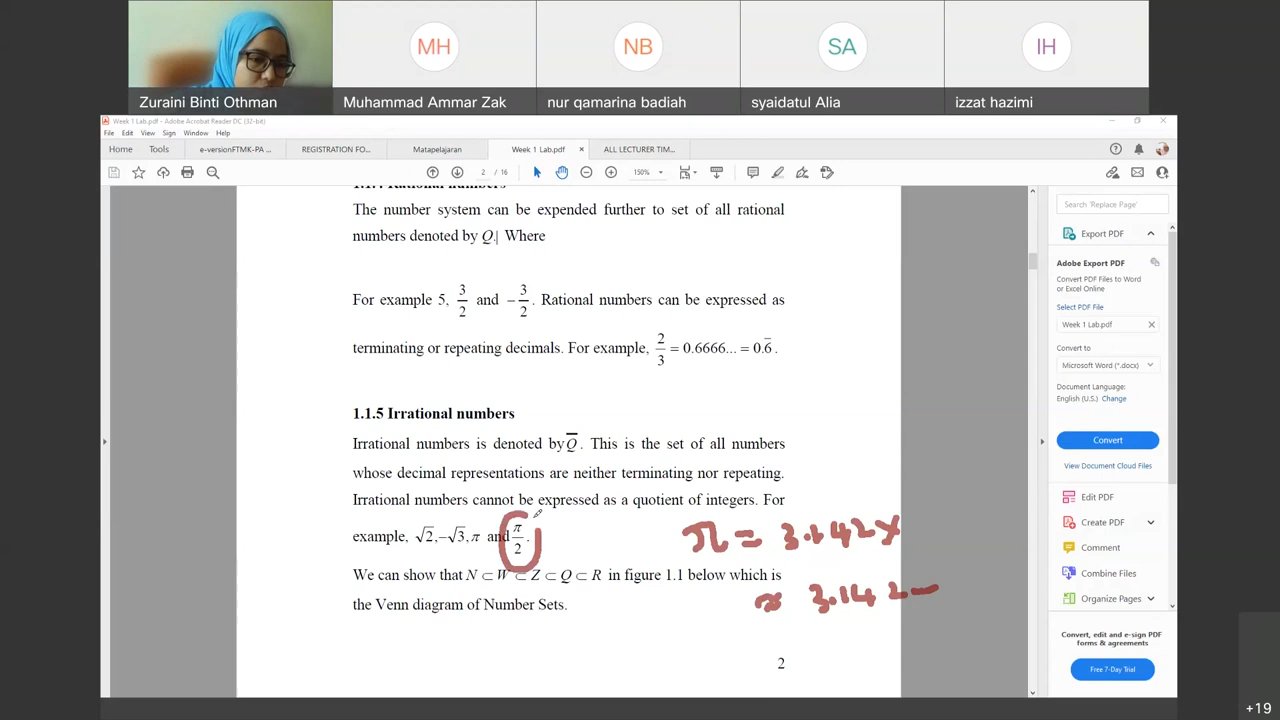 MH
NB
SA
IH
Zuraini Binti Othman
Muhammad Ammar Zak
nur qamarina badiah
syaidatul Alia
izzat hazimi
Week 1 Lab.pdf - Adobe Acrobat Reader DC (32-bit)
File Edit View Sign Window Help
Home Tools e-versionFTMK-PA ... REGISTRATION FO... Matapelajaran Week 1 Lab.pdf × ALL LECTURER TIM...
2 / 16 150%
1.1.4 Rational numbers
The number system can be expended further to set of all rational
numbers denoted by Q.| Where
For example 5, 3/2 and −3/2. Rational numbers can be expressed as
terminating or repeating decimals. For example, 2/3 = 0.6666... = 0.6̅ .
1.1.5 Irrational numbers
Irrational numbers is denoted by Q̅ . This is the set of all numbers
whose decimal representations are neither terminating nor repeating.
Irrational numbers cannot be expressed as a quotient of integers. For
example, √2,−√3,π and π/2 .
π = 3.142 x
We can show that N ⊂ W ⊂ Z ⊂ Q ⊂ R in figure 1.1 below which is
≈ 3.142 –
the Venn diagram of Number Sets.
2
Search 'Replace Page'
Export PDF
Adobe Export PDF
Convert PDF Files to Word
or Excel Online
Select PDF File
Week 1 Lab.pdf ×
Convert to
Microsoft Word (*.docx)
Document Language:
English (U.S.) Change
Convert
View Document Cloud Files
Edit PDF
Create PDF
Comment
Combine Files
Organize Pages
Convert, edit and e-sign PDF
forms & agreements
Free 7-Day Trial
+19